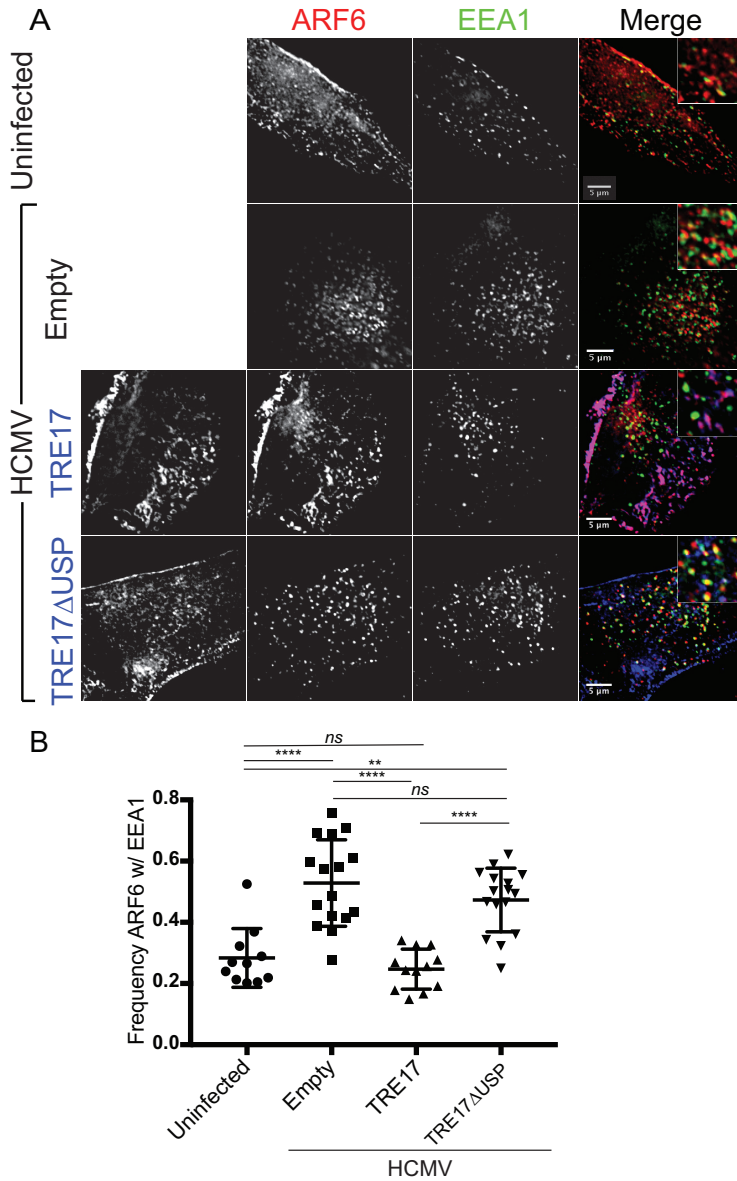 A
ARF6 EEA1 Merge
Uninfected
5 µm
HCMV
Empty
5 µm
TRE17
5 µm
TRE17ΔUSP
5 µm
B
ns
****
**
****
ns
****
Frequency ARF6 w/ EEA1
0.8
0.6
0.4
0.2
0.0
Uninfected
Empty
TRE17
TRE17ΔUSP
HCMV